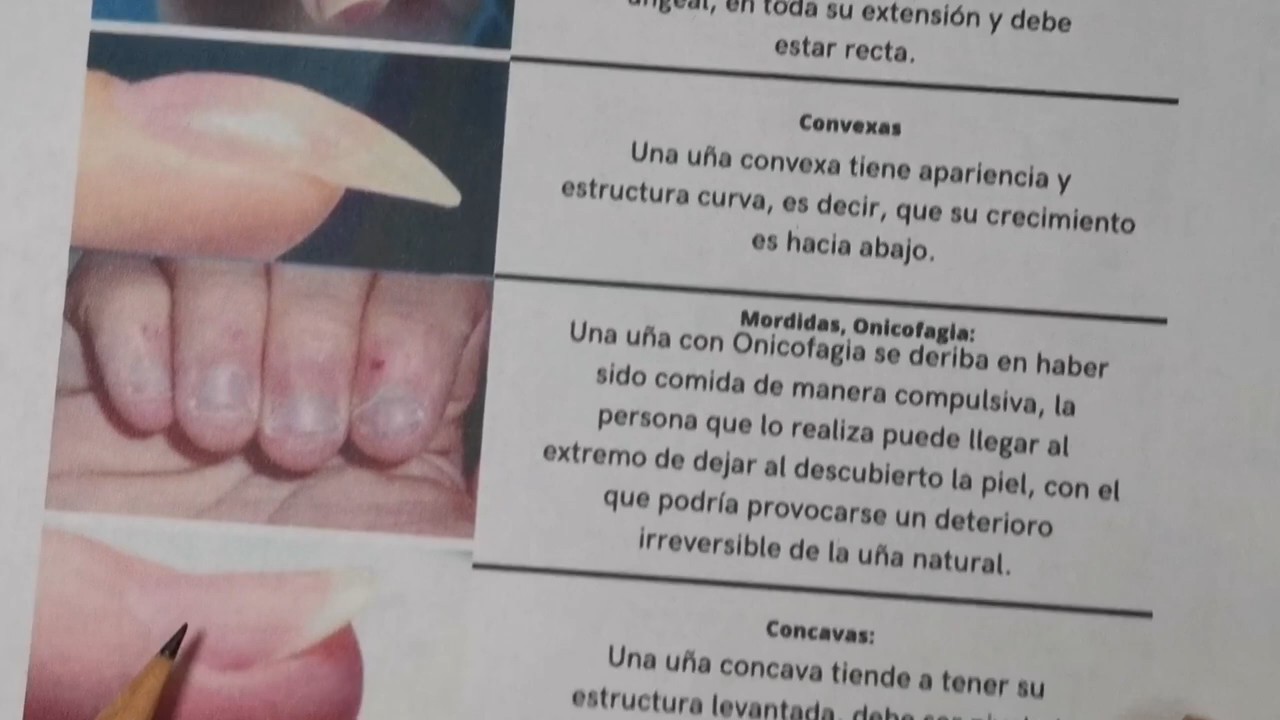 ungeal, en toda su extensión y debe
estar recta.
Convexas
Una uña convexa tiene apariencia y
estructura curva, es decir, que su crecimiento
es hacia abajo.
Mordidas, Onicofagia:
Una uña con Onicofagia se deriba en haber
sido comida de manera compulsiva, la
persona que lo realiza puede llegar al
extremo de dejar al descubierto la piel, con el
que podría provocarse un deterioro
irreversible de la uña natural.
Concavas:
Una uña concava tiende a tener su
estructura levantada, debe ser